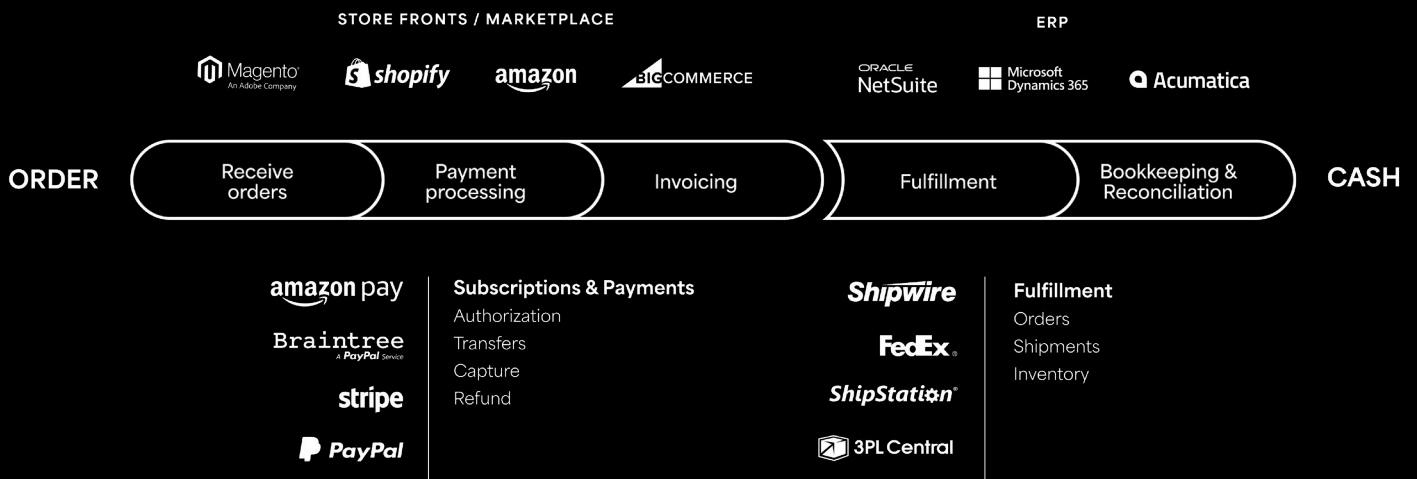 STORE FRONTS / MARKETPLACE
ERP
Magento®
An Adobe Company
shopify
amazon
BIGCOMMERCE
ORACLE
NetSuite
Microsoft
Dynamics 365
Acumatica
ORDER
Receive
orders
Payment
processing
Invoicing
Fulfillment
Bookkeeping &
Reconciliation
CASH
amazon pay
Braintree
A PayPal Service
stripe
PayPal
Subscriptions & Payments
Authorization
Transfers
Capture
Refund
Shipwire
FedEx®
ShipStation®
3PL Central
Fulfillment
Orders
Shipments
Inventory